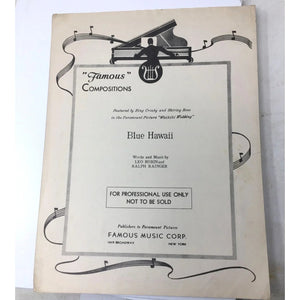 "Famous"
COMPOSITIONS
Featured by Bing Crosby and Shirley Ross
in the Paramount Picture "Waikiki Wedding"
Blue Hawaii
Words and Music by
LEO ROBIN and
RALPH RAINGER
FOR PROFESSIONAL USE ONLY
NOT TO BE SOLD
Publishers to Paramount Pictures
FAMOUS MUSIC CORP.
1619 BROADWAY NEW YORK